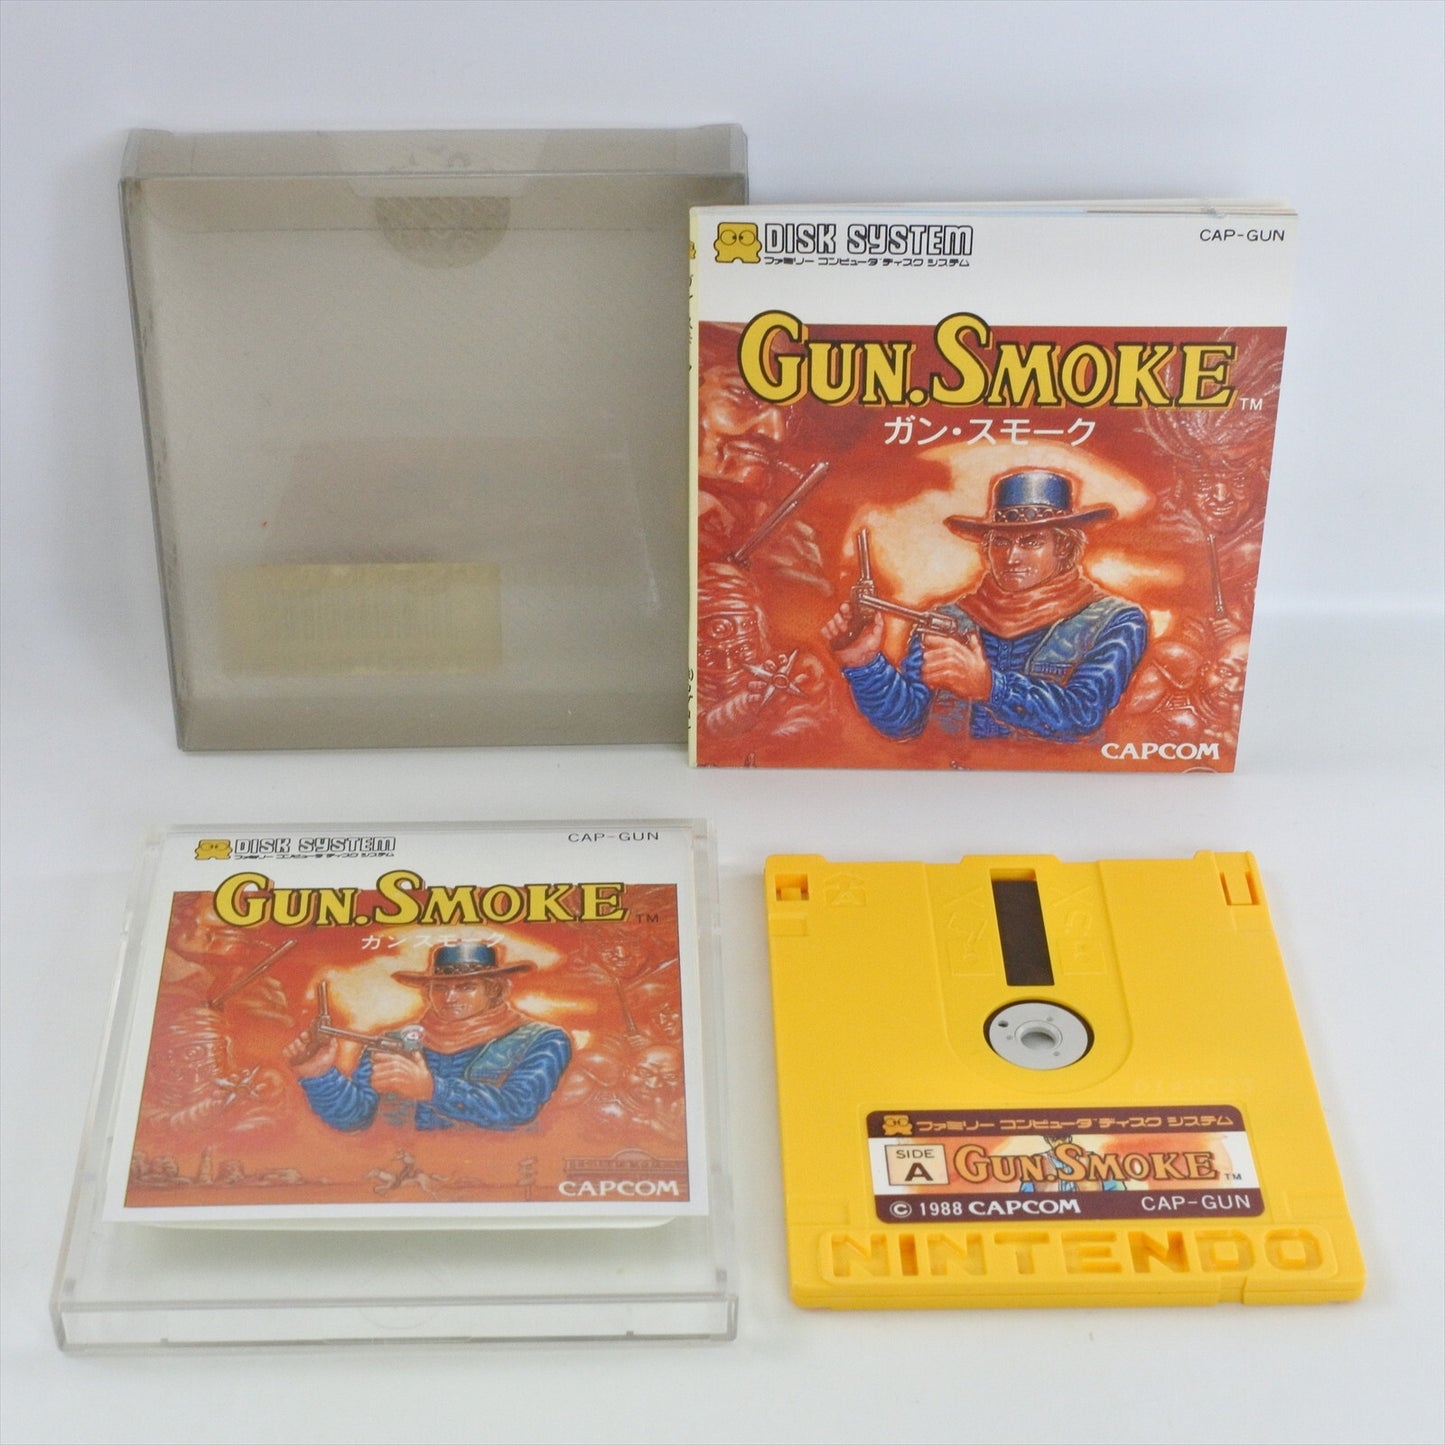 DISK SYSTEM
ファミリー コンピュータ ディスク システム
CAP-GUN
GUN.SMOKE TM
ガン・スモーク
CAPCOM
DISK SYSTEM
ファミリー コンピュータ ディスク システム
CAP-GUN
GUN.SMOKE TM
ガンスモーク
CAPCOM
ファミリー コンピュータ ディスク システム
SIDE A
GUN.SMOKE TM
© 1988 CAPCOM CAP-GUN
NINTENDO